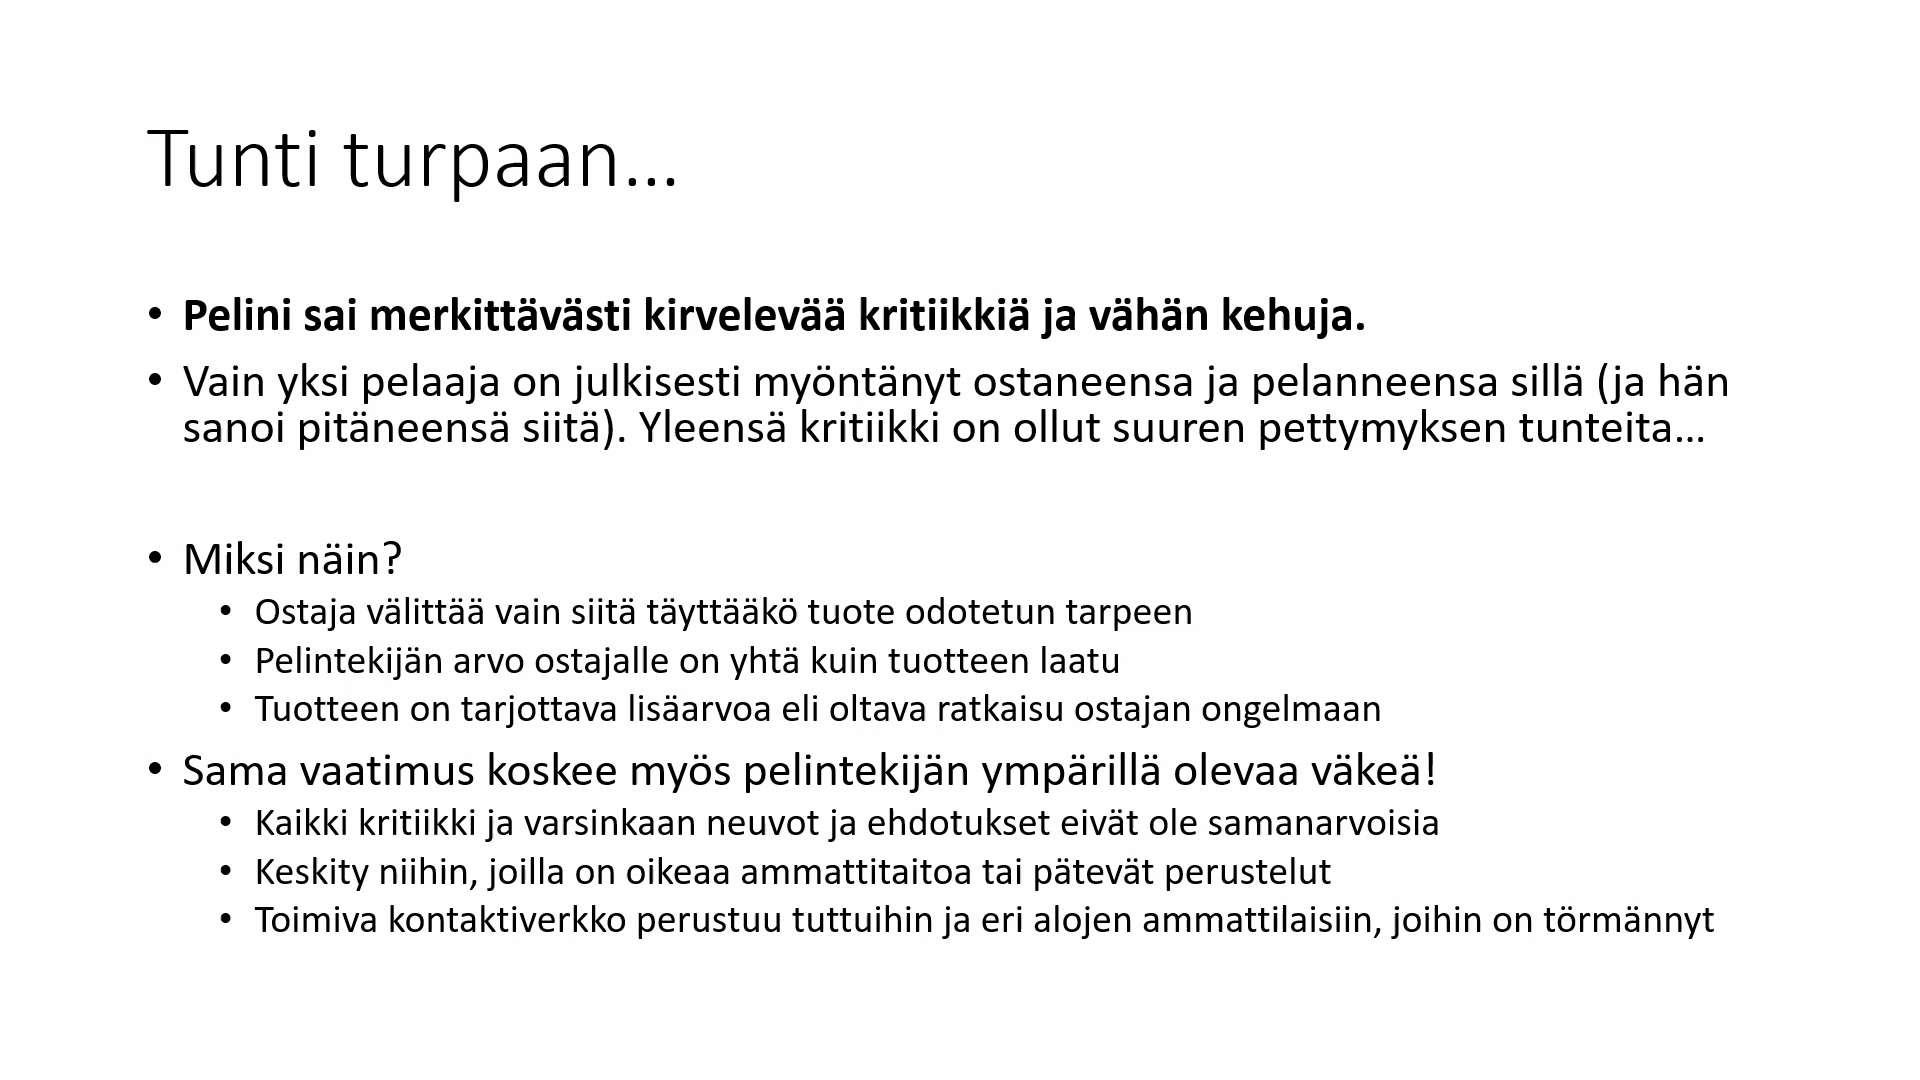 Tunti turpaan…
• Pelini sai merkittävästi kirvelevää kritiikkiä ja vähän kehuja.
• Vain yksi pelaaja on julkisesti myöntänyt ostaneensa ja pelanneensa sillä (ja hän
sanoi pitäneensä siitä). Yleensä kritiikki on ollut suuren pettymyksen tunteita…
• Miksi näin?
• Ostaja välittää vain siitä täyttääkö tuote odotetun tarpeen
• Pelintekijän arvo ostajalle on yhtä kuin tuotteen laatu
• Tuotteen on tarjottava lisäarvoa eli oltava ratkaisu ostajan ongelmaan
• Sama vaatimus koskee myös pelintekijän ympärillä olevaa väkeä!
• Kaikki kritiikki ja varsinkaan neuvot ja ehdotukset eivät ole samanarvoisia
• Keskity niihin, joilla on oikeaa ammattitaitoa tai pätevät perustelut
• Toimiva kontaktiverkko perustuu tuttuihin ja eri alojen ammattilaisiin, joihin on törmännyt